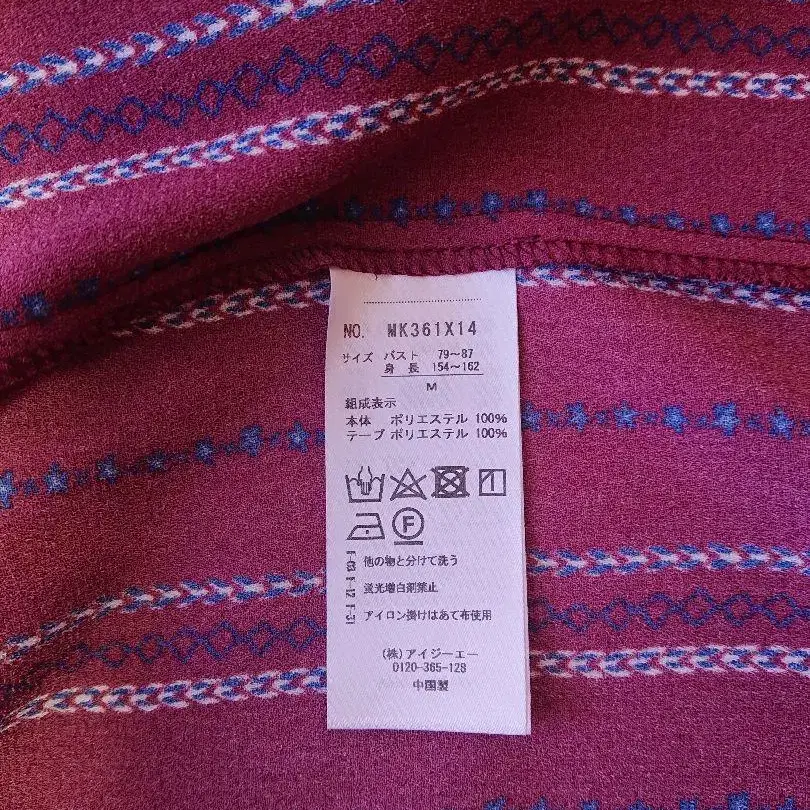 NO. MK361X14
サイズ バスト 79～87
身 長 154～162
M
組成表示
本体 ポリエステル 100%
テープ ポリエステル 100%
F
他の物と分けて洗う
蛍光増白剤禁止
アイロン掛けはあて布使用
(株)アイジーエー
0120-365-128
中国製